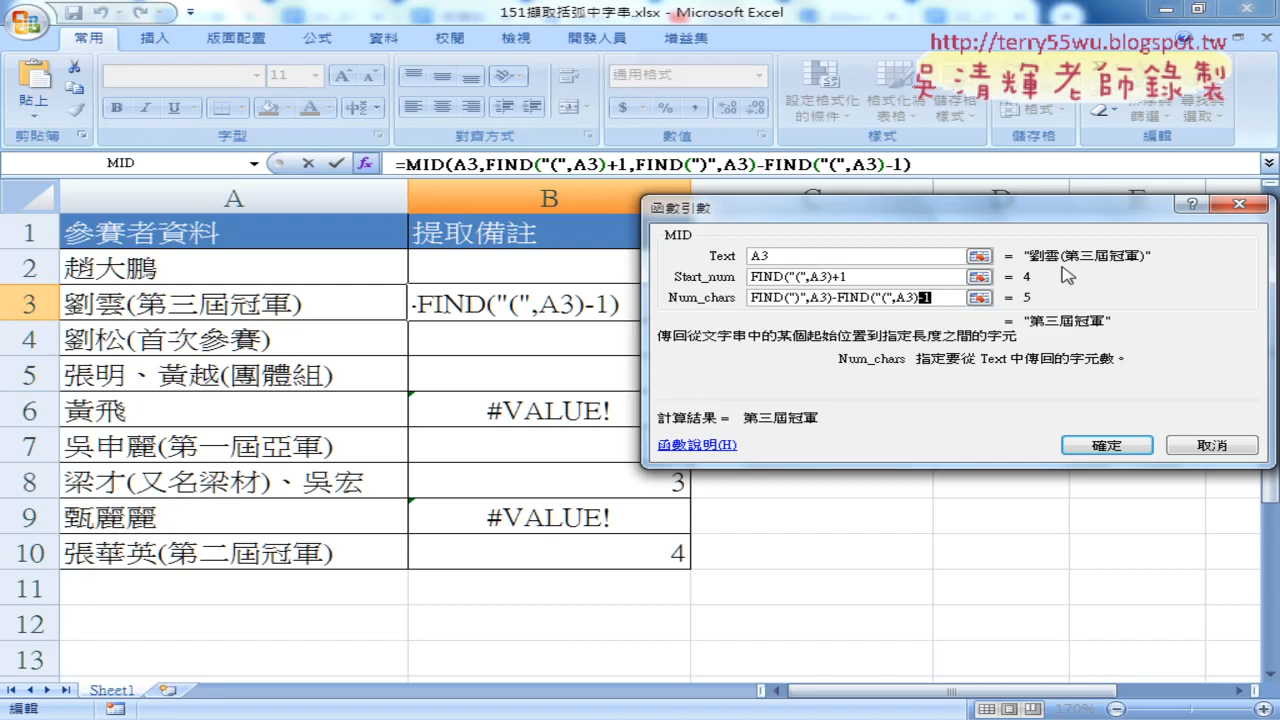 151擷取括弧中字串.xlsx - Microsoft Excel
http://terry55wu.blogspot.tw
吳清輝老師錄製
常用 插入 版面配置 公式 資料 校閱 檢視 開發人員 增益集
貼上
11
通用格式
設定格式化的條件 格式化為表格 儲存格樣式
格式
篩選 選取
剪貼簿 字型 對齊方式 數值 樣式 儲存格 編輯
MID
=MID(A3,FIND("(",A3)+1,FIND(")",A3)-FIND("(",A3)-1)
A B
1 參賽者資料 提取備註
2 趙大鵬
3 劉雲(第三屆冠軍) -FIND("(",A3)-1)
4 劉松(首次參賽)
5 張明、黃越(團體組)
6 黃飛 #VALUE!
7 吳申麗(第一屆亞軍)
8 梁才(又名梁材)、吳宏 3
9 甄麗麗 #VALUE!
10 張華英(第二屆冠軍) 4
11
12
13
函數引數
MID
Text A3 = "劉雲(第三屆冠軍)"
Start_num FIND("(",A3)+1 = 4
Num_chars FIND(")",A3)-FIND("(",A3)-1 = 5
= "第三屆冠軍"
傳回從文字串中的某個起始位置到指定長度之間的字元
Num_chars 指定要從 Text 中傳回的字元數。
計算結果 = 第三屆冠軍
函數說明(H)
確定 取消
Sheet1
編輯 170%